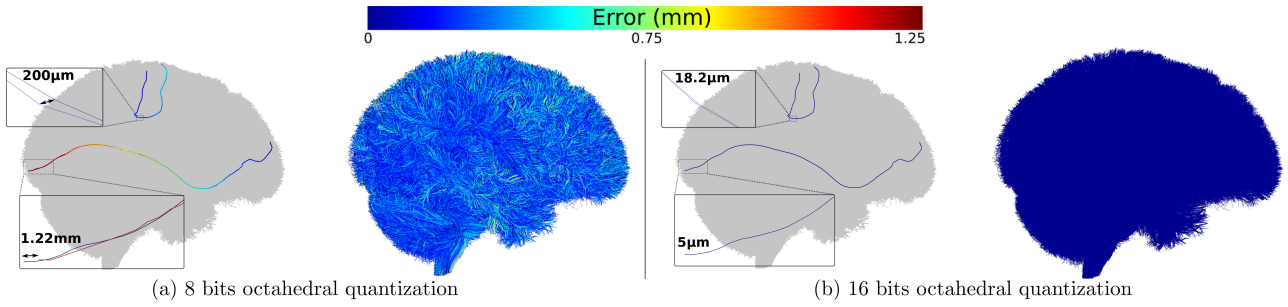 Error (mm)
0 0.75 1.25
200μm
1.22mm
18.2μm
5μm
(a) 8 bits octahedral quantization
(b) 16 bits octahedral quantization